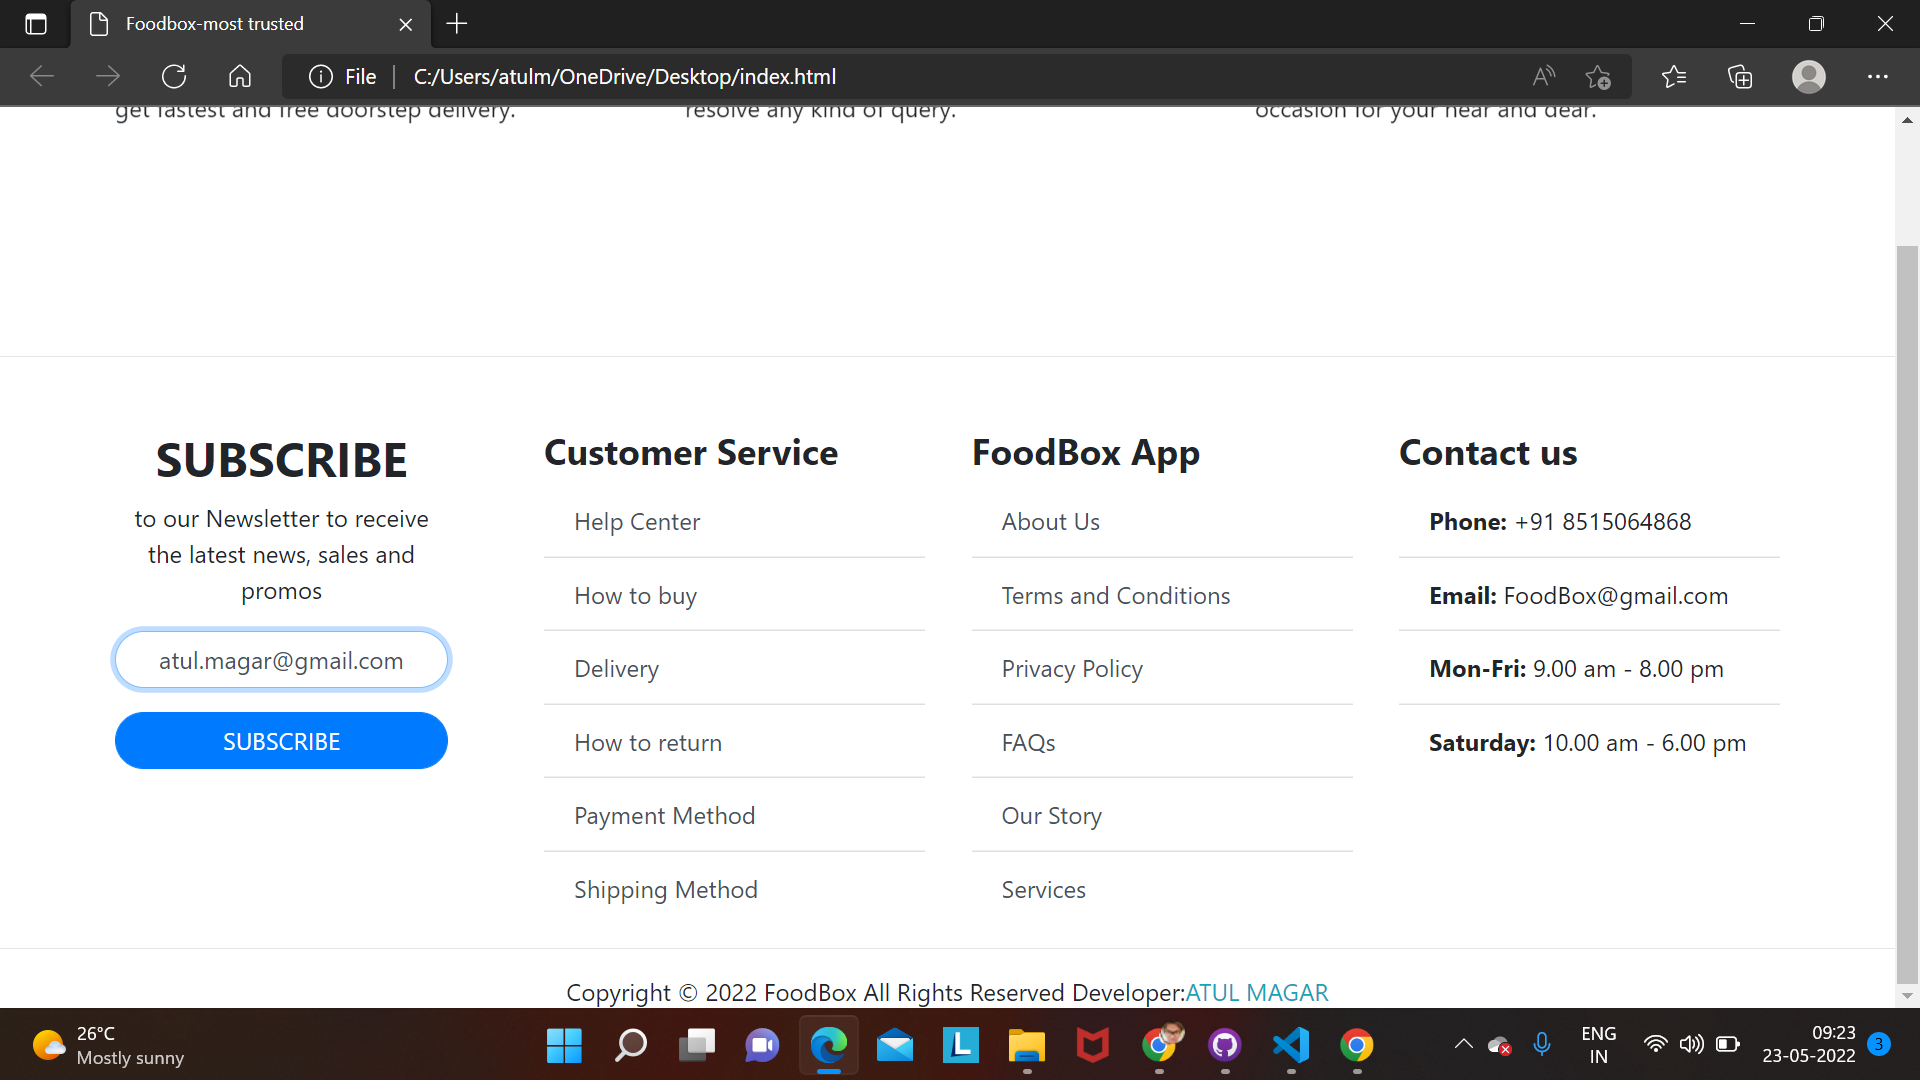 Foodbox-most trusted
File
C:/Users/atulm/OneDrive/Desktop/index.html
get fastest and free doorstep delivery.
resolve any kind of query.
occasion for your near and dear.
SUBSCRIBE
to our Newsletter to receive
the latest news, sales and
promos
atul.magar@gmail.com
SUBSCRIBE
Customer Service
Help Center
How to buy
Delivery
How to return
Payment Method
Shipping Method
FoodBox App
About Us
Terms and Conditions
Privacy Policy
FAQs
Our Story
Services
Contact us
Phone: +91 8515064868
Email: FoodBox@gmail.com
Mon-Fri: 9.00 am - 8.00 pm
Saturday: 10.00 am - 6.00 pm
Copyright © 2022 FoodBox All Rights Reserved Developer:ATUL MAGAR
26°C
Mostly sunny
L
ENG
IN
09:23
23-05-2022
3